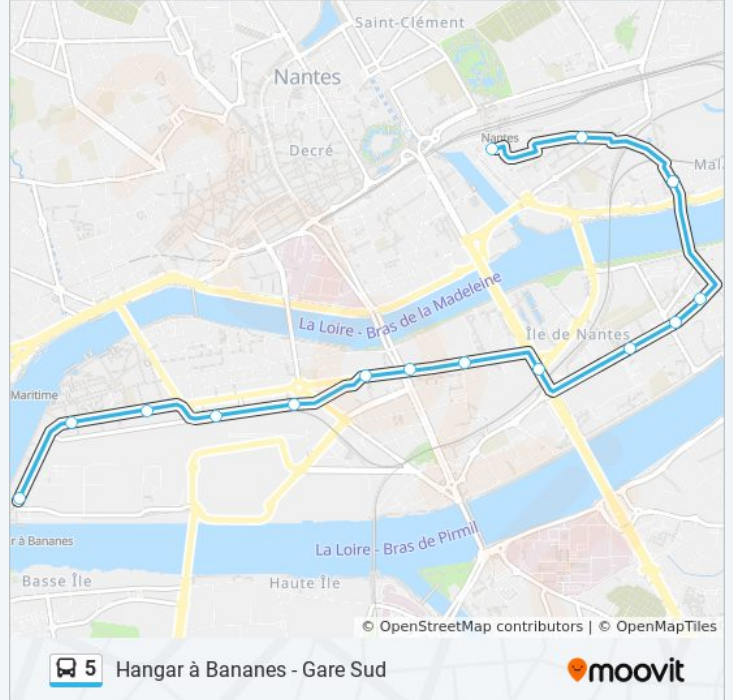 Saint-Clément
Nantes
Nantes
Decré
Mal
La Loire - Bras de la Madeleine
Île de Nantes
Maritime
r à Bananes
La Loire - Bras de Pirmil
Basse Île
Haute Île
© OpenStreetMap contributors | © OpenMapTiles
5 Hangar à Bananes - Gare Sud
moovit